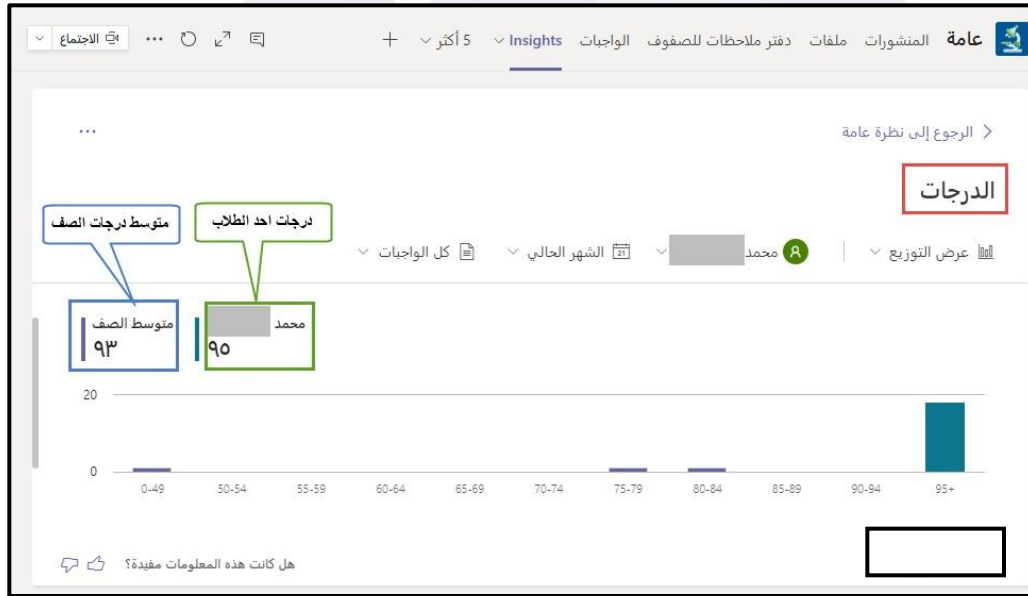 عامة المنشورات ملفات دفتر ملاحظات للصفوف الواجبات Insights 5 أكثر + ... الاجتماع
الرجوع إلى نظرة عامة
...
الدرجات
درجات احد الطلاب
متوسط درجات الصف
عرض التوزيع محمد الشهر الحالي كل الواجبات
محمد
٩٥
متوسط الصف
٩٣
20
0
0-49 50-54 55-59 60-64 65-69 70-74 75-79 80-84 85-89 90-94 95+
هل كانت هذه المعلومات مفيدة؟